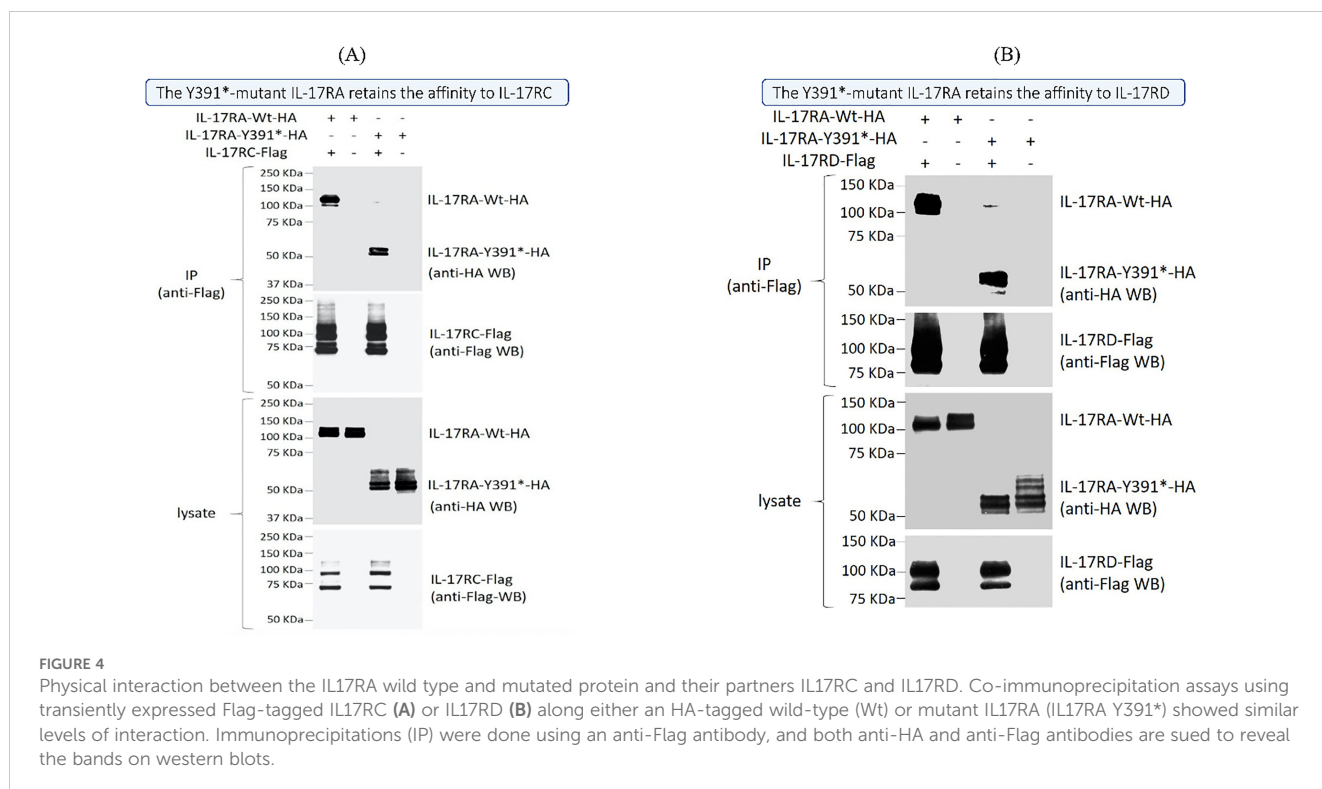 (A)
The Y391*-mutant IL-17RA retains the affinity to IL-17RC
IL-17RA-Wt-HA + + - -
IL-17RA-Y391*-HA - - + +
IL-17RC-Flag + - + -
IP
(anti-Flag)
250 KDa
150 KDa
100 KDa
75 KDa
50 KDa
37 KDa
IL-17RA-Wt-HA
IL-17RA-Y391*-HA
(anti-HA WB)
250 KDa
150 KDa
100 KDa
75 KDa
50 KDa
IL-17RC-Flag
(anti-Flag WB)
lysate
250 KDa
150 KDa
100 KDa
75 KDa
50 KDa
37 KDa
IL-17RA-Wt-HA
IL-17RA-Y391*-HA
(anti-HA WB)
250 KDa
150 KDa
100 KDa
75 KDa
50 KDa
IL-17RC-Flag
(anti-Flag-WB)
(B)
The Y391*-mutant IL-17RA retains the affinity to IL-17RD
IL-17RA-Wt-HA + + - -
IL-17RA-Y391*-HA - - + +
IL-17RD-Flag + - + -
IP
(anti-Flag)
150 KDa
100 KDa
75 KDa
50 KDa
IL-17RA-Wt-HA
IL-17RA-Y391*-HA
(anti-HA WB)
150 KDa
100 KDa
75 KDa
IL-17RD-Flag
(anti-Flag WB)
lysate
150 KDa
100 KDa
75 KDa
50 KDa
IL-17RA-Wt-HA
IL-17RA-Y391*-HA
(anti-HA WB)
150 KDa
100 KDa
75 KDa
IL-17RD-Flag
(anti-Flag WB)
FIGURE 4
Physical interaction between the IL17RA wild type and mutated protein and their partners IL17RC and IL17RD. Co-immunoprecipitation assays using
transiently expressed Flag-tagged IL17RC (A) or IL17RD (B) along either an HA-tagged wild-type (Wt) or mutant IL17RA (IL17RA Y391*) showed similar
levels of interaction. Immunoprecipitations (IP) were done using an anti-Flag antibody, and both anti-HA and anti-Flag antibodies are sued to reveal
the bands on western blots.